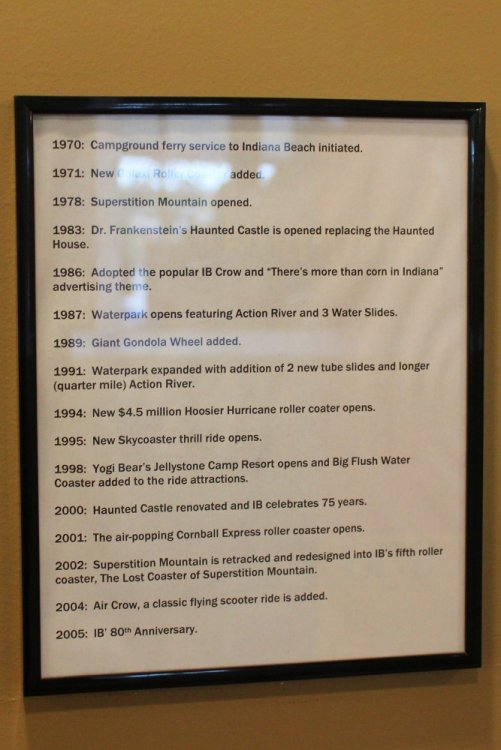 1970: Campground ferry service to Indiana Beach initiated.
1971: New Galaxi Roller Coaster added.
1978: Superstition Mountain opened.
1983: Dr. Frankenstein's Haunted Castle is opened replacing the Haunted
House.
1986: Adopted the popular IB Crow and "There's more than corn in Indiana"
advertising theme.
1987: Waterpark opens featuring Action River and 3 Water Slides.
1989: Giant Gondola Wheel added.
1991: Waterpark expanded with addition of 2 new tube slides and longer
(quarter mile) Action River.
1994: New $4.5 million Hoosier Hurricane roller coater opens.
1995: New Skycoaster thrill ride opens.
1998: Yogi Bear's Jellystone Camp Resort opens and Big Flush Water
Coaster added to the ride attractions.
2000: Haunted Castle renovated and IB celebrates 75 years.
2001: The air-popping Cornball Express roller coaster opens.
2002: Superstition Mountain is retracked and redesigned into IB's fifth roller
coaster, The Lost Coaster of Superstition Mountain.
2004: Air Crow, a classic flying scooter ride is added.
2005: IB' 80th Anniversary.